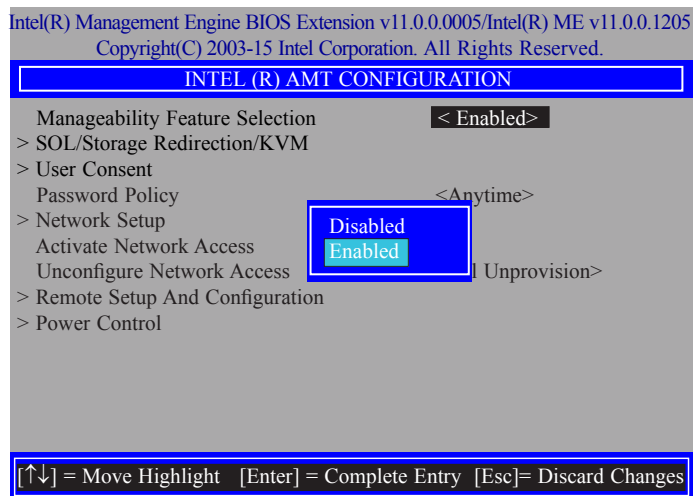 Intel(R) Management Engine BIOS Extension v11.0.0.0005/Intel(R) ME v11.0.0.1205
Copyright(C) 2003-15 Intel Corporation. All Rights Reserved.
INTEL (R) AMT CONFIGURATION
Manageability Feature Selection < Enabled>
> SOL/Storage Redirection/KVM
> User Consent
Password Policy <Anytime>
> Network Setup
Disabled
Activate Network Access
Enabled
Unconfigure Network Access l Unprovision>
> Remote Setup And Configuration
> Power Control
[↑↓] = Move Highlight [Enter] = Complete Entry [Esc]= Discard Changes